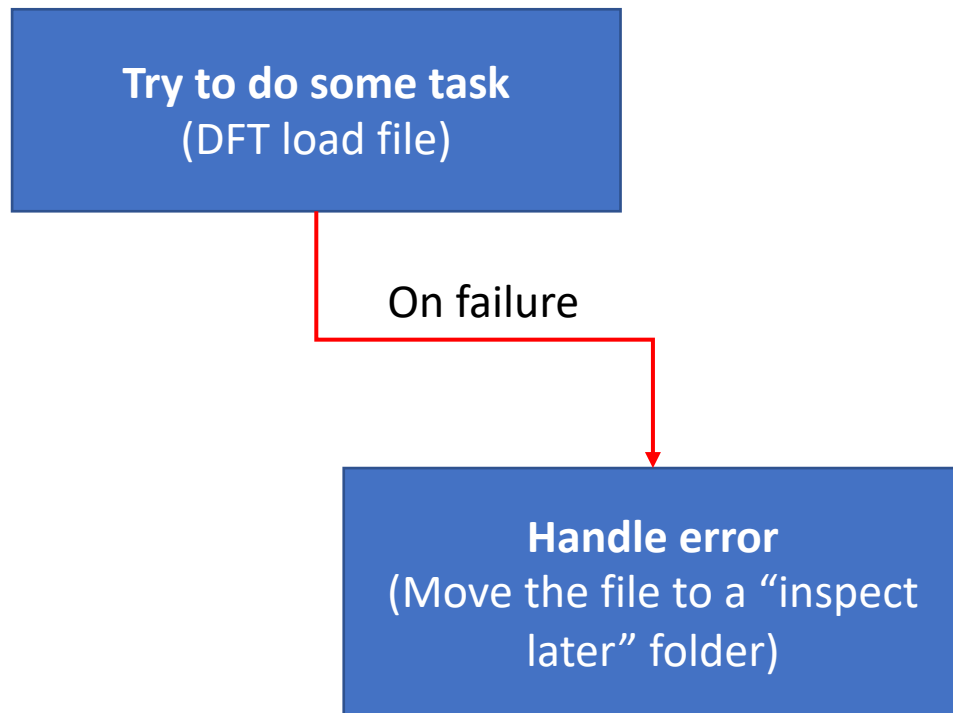 Try to do some task
(DFT load file)
On failure
Handle error
(Move the file to a “inspect
later” folder)